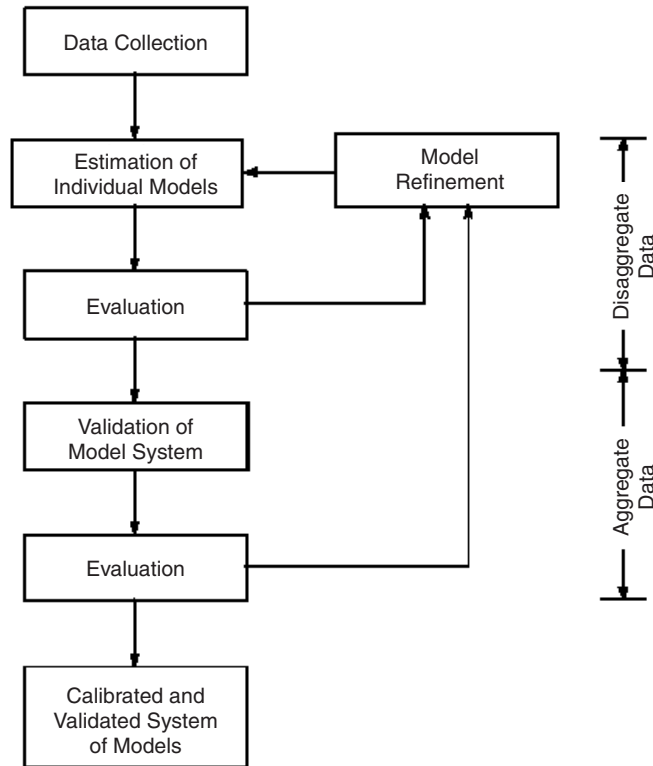 Data Collection
Estimation of
Individual Models
Model
Refinement
Evaluation
Validation of
Model System
Evaluation
Calibrated and
Validated System
of Models
Disaggregate
Data
Aggregate
Data